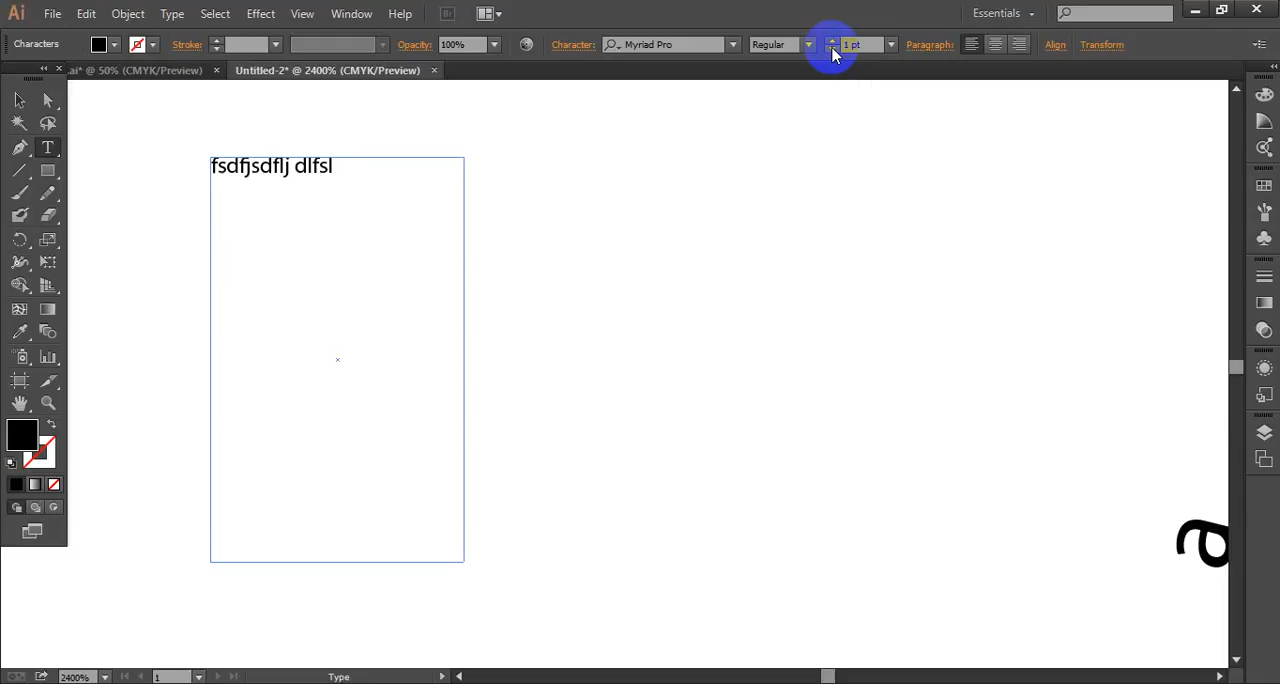 Ai File Edit Object Type Select Effect View Window Help Br Essentials
Characters Stroke: Opacity: 100% Character: Myriad Pro Regular 1 pt Paragraph: Align Transform
.ai* @ 50% (CMYK/Preview) × Untitled-2* @ 2400% (CMYK/Preview) ×
T
fsdfjsdflj dlfsl
a
2400% 1 Type